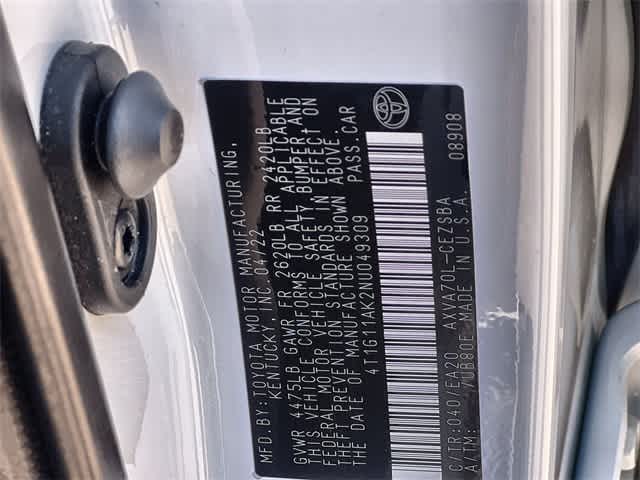 MFD. BY: TOYOTA MOTOR MANUFACTURING,
KENTUCKY, INC. 04/22
GVWR 4475LB GAWR FR 2620LB RR 2420LB
THIS VEHICLE CONFORMS TO ALL APPLICABLE
FEDERAL MOTOR VEHICLE SAFETY, BUMPER AND
THEFT PREVENTION STANDARDS IN EFFECT ON
THE DATE OF MANUFACTURE SHOWN ABOVE.
4T1G11AK2NU049309 PASS. CAR
C/TR: 040/EA20 AXVA70L-CEZSBA
A/TM: -/UB80E MADE IN U.S.A. 08908